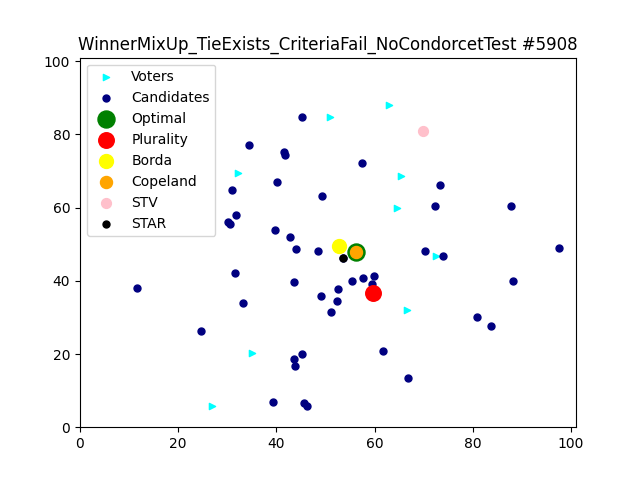 WinnerMixUp_TieExists_CriteriaFail_NoCondorcetTest #5908
100
80
60
40
20
0
Voters
Candidates
Optimal
Plurality
Borda
Copeland
STV
STAR
0 20 40 60 80 100